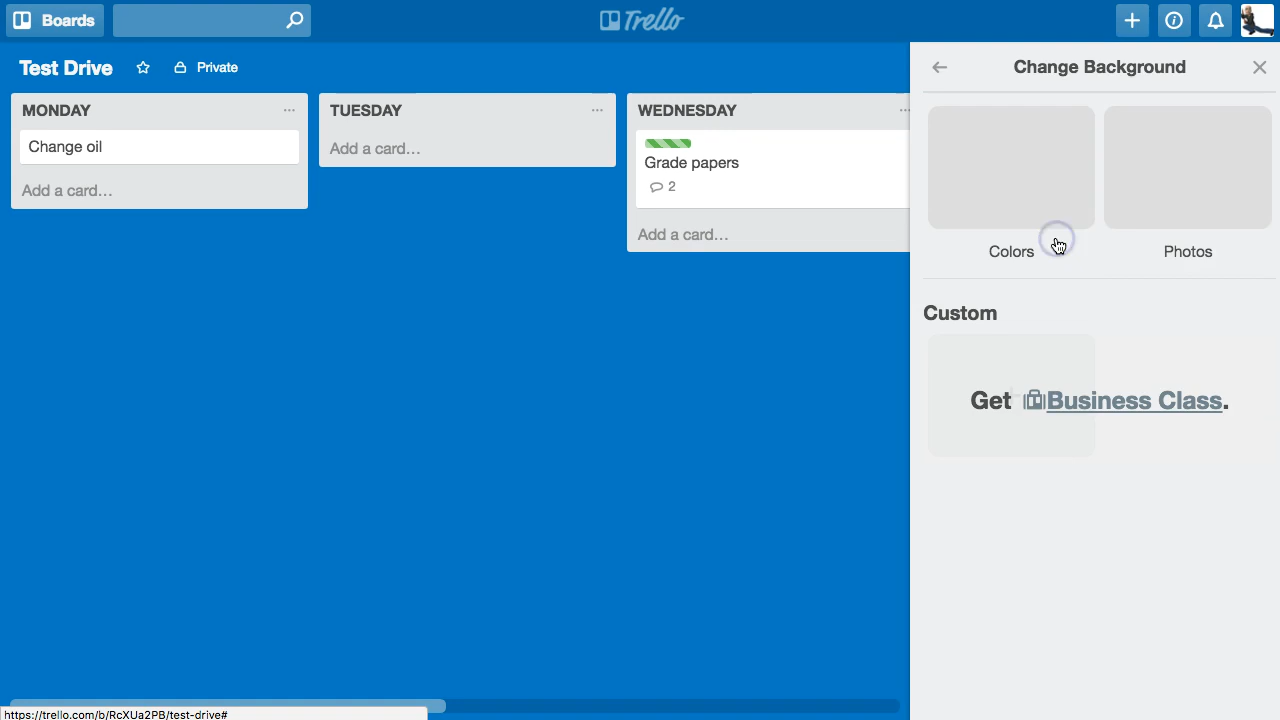 Boards
Trello
Test Drive
Private
MONDAY
Change oil
Add a card…
TUESDAY
Add a card…
WEDNESDAY
Grade papers
2
Add a card…
Change Background
Colors
Photos
Custom
Get Business Class.
https://trello.com/b/RcXUa2PB/test-drive#